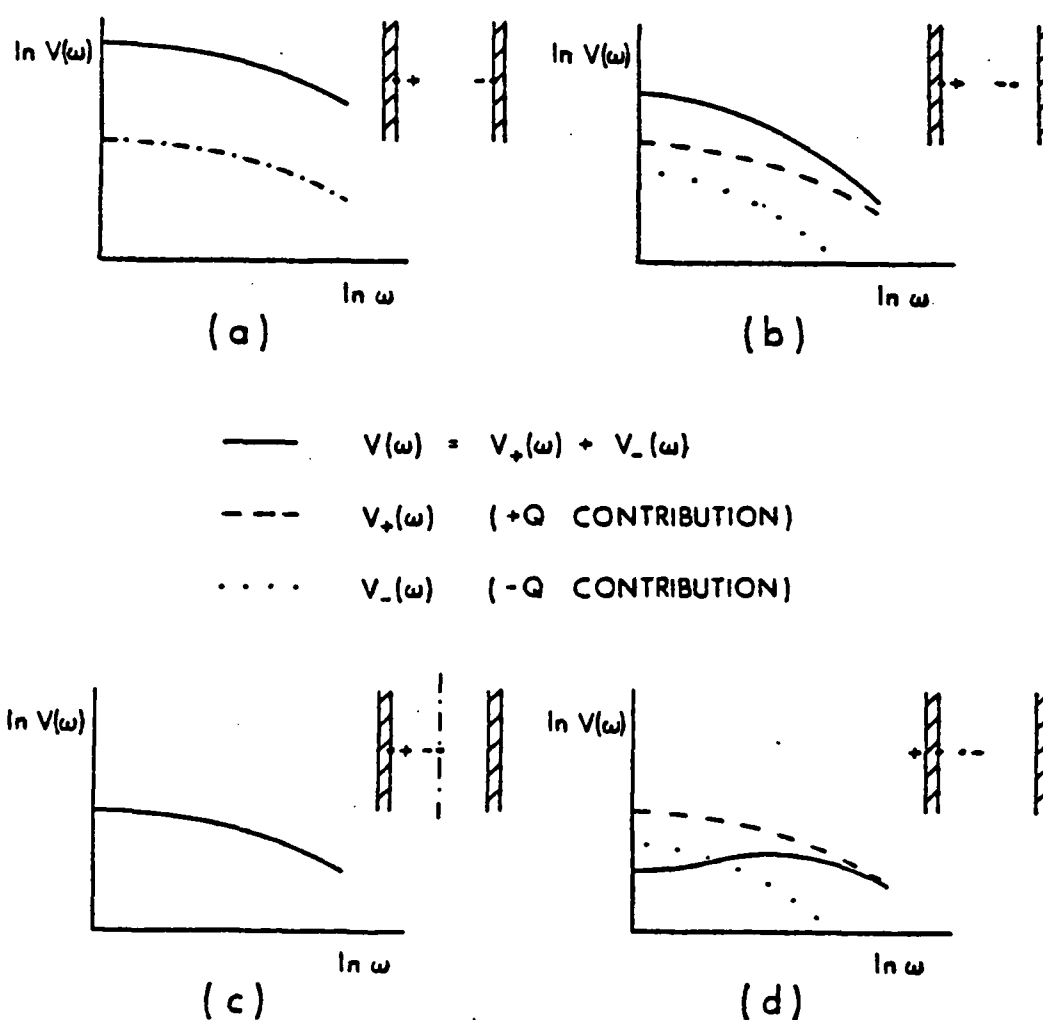 ln V(ω)
+ -
ln ω
(a)
ln V(ω)
+ --
ln ω
(b)
V(ω) = V₊(ω) + V₋(ω)
V₊(ω) (+Q CONTRIBUTION)
V₋(ω) (-Q CONTRIBUTION)
ln V(ω)
+ -
ln ω
(c)
ln V(ω)
+ --
ln ω
(d)